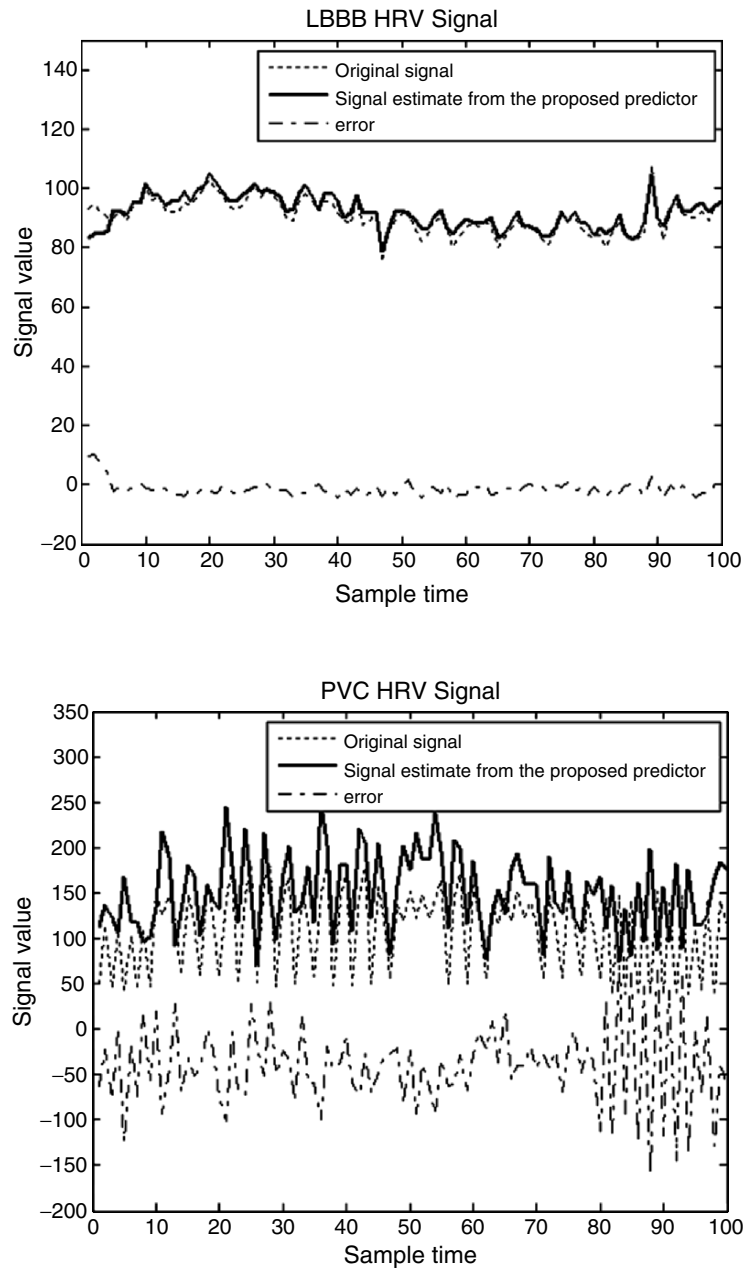 LBBB HRV Signal
140
120
100
80
60
40
20
0
−20
Signal value
Original signal
Signal estimate from the proposed predictor
error
0 10 20 30 40 50 60 70 80 90 100
Sample time
PVC HRV Signal
350
300
250
200
150
100
50
0
−50
−100
−150
−200
Signal value
Original signal
Signal estimate from the proposed predictor
error
0 10 20 30 40 50 60 70 80 90 100
Sample time